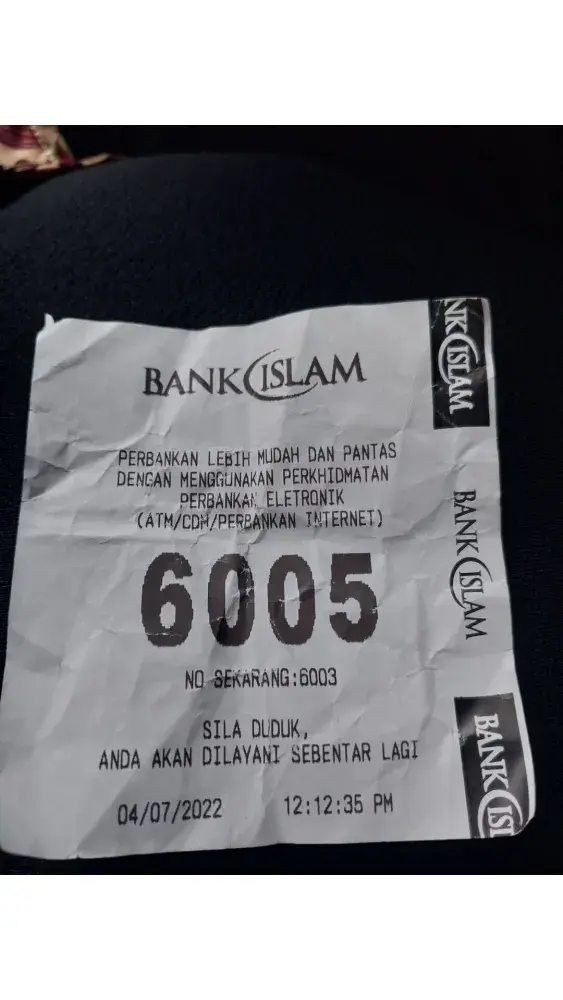 BANK ISLAM
PERBANKAN LEBIH MUDAH DAN PANTAS
DENGAN MENGGUNAKAN PERKHIDMATAN
PERBANKAN ELETRONIK
(ATM/CDM/PERBANKAN INTERNET)
6005
NO SEKARANG:6003
SILA DUDUK,
ANDA AKAN DILAYANI SEBENTAR LAGI
04/07/2022 12:12:35 PM
NK ISLAM
BANK ISLAM
BANK ISL